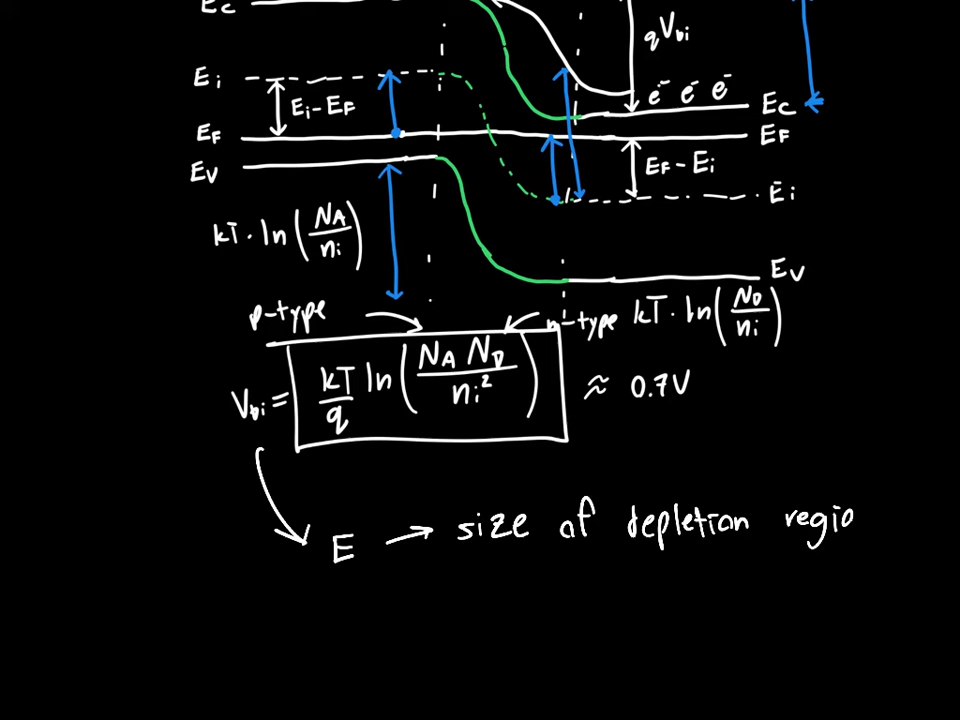 Ec
qVbi
e⁻ e⁻ e⁻
Ec
Ei
Ei-EF
EF
EF
Ev
EF-Ei
Ei
kT·ln(NA/ni)
Ev
p-type
n-type kT·ln(ND/ni)
Vbi = kT/q ln(NA ND/ni²) ≈ 0.7V
E → size of depletion regio